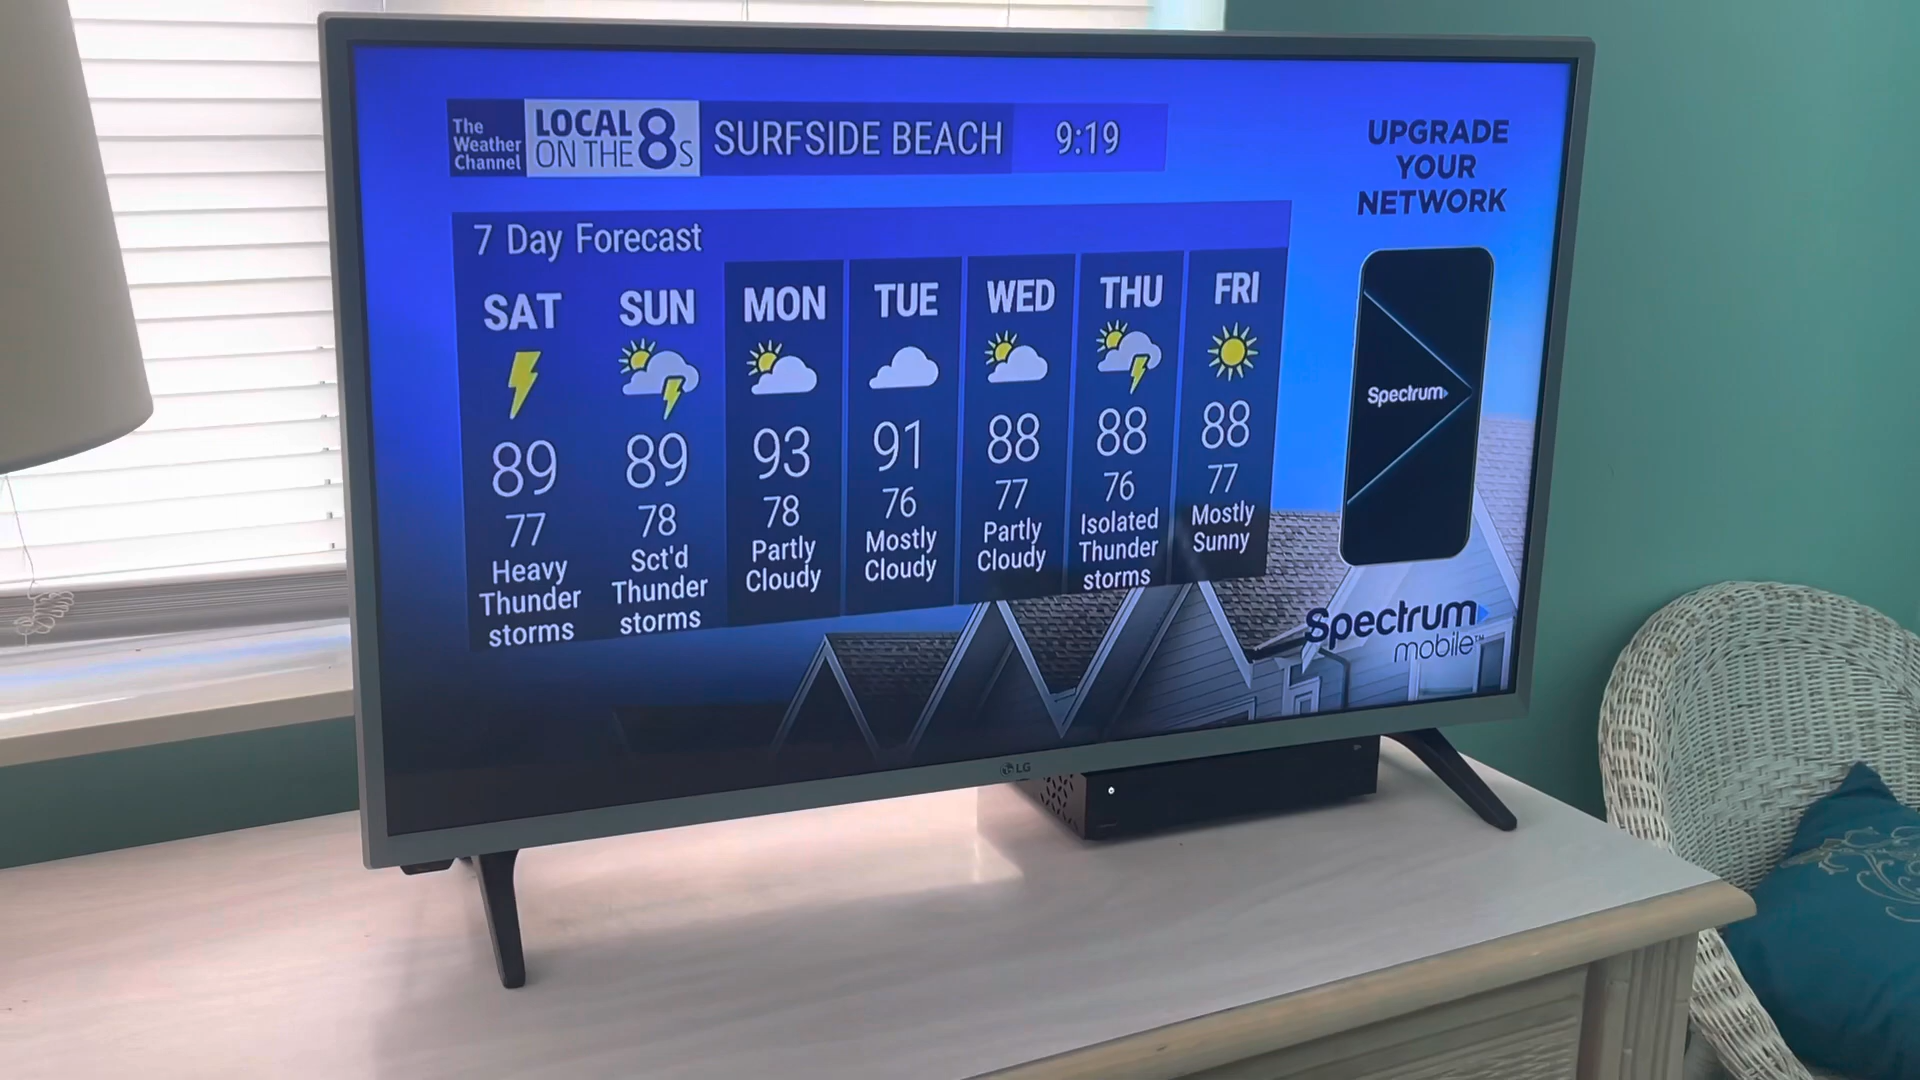 The
Weather
Channel
LOCAL
ON THE 8s
SURFSIDE BEACH
9:19
UPGRADE
YOUR
NETWORK
7 Day Forecast
SAT SUN MON TUE WED THU FRI
89 89 93 91 88 88 88
77 78 78 76 77 76 77
Heavy
Thunder
storms
Sct'd
Thunder
storms
Partly
Cloudy
Mostly
Cloudy
Partly
Cloudy
Isolated
Thunder
storms
Mostly
Sunny
Spectrum
Spectrum
mobile™
LG